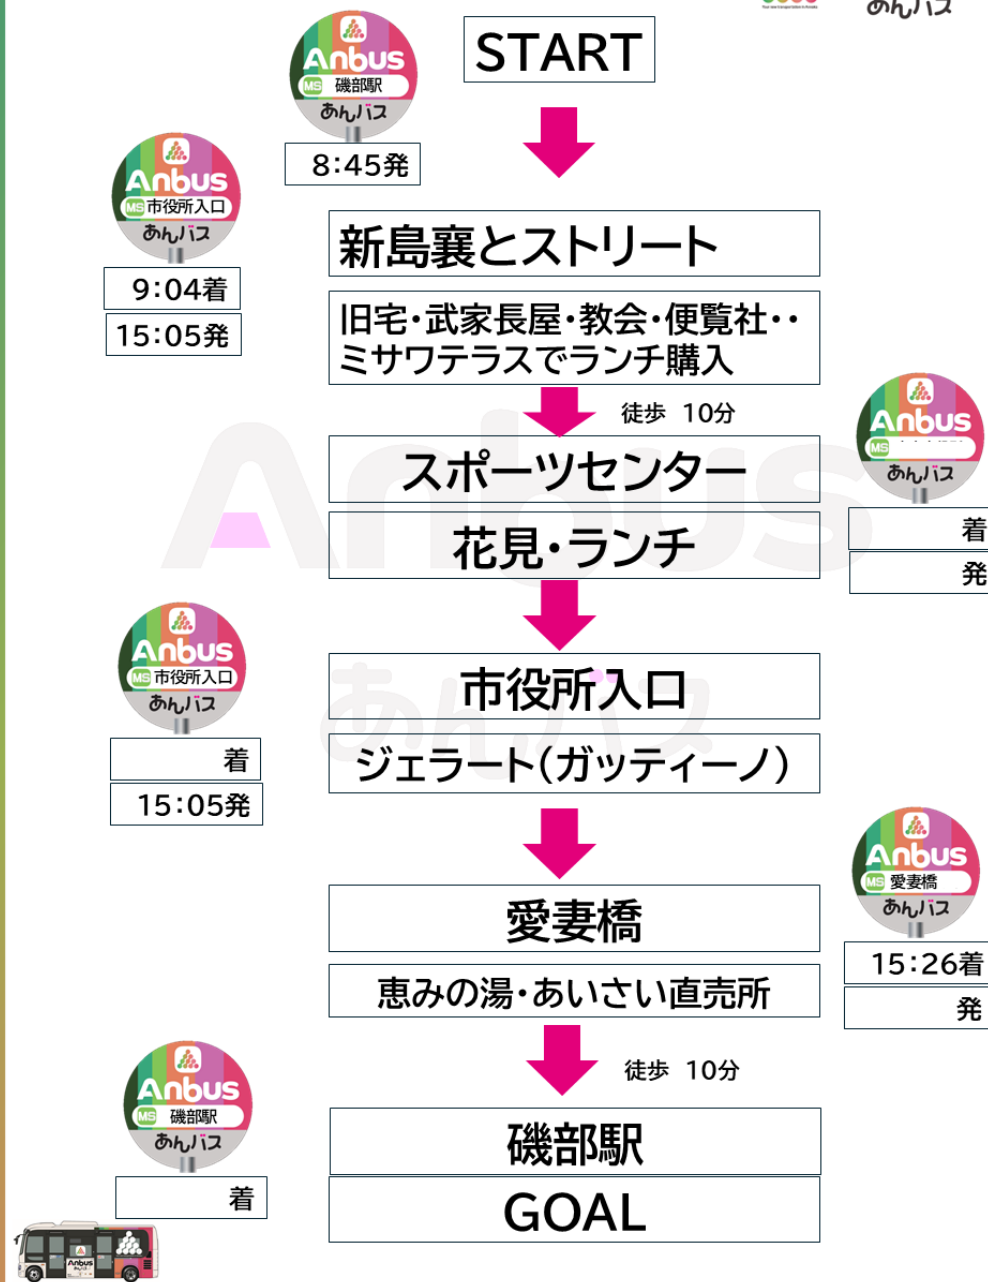 あんバス
START
Anbus
MS 磯部駅
あんバス
8:45発
Anbus
MS 市役所入口
あんバス
9:04着
15:05発
新島襄とストリート
旧宅・武家長屋・教会・便覧社・・
ミサワテラスでランチ購入
徒歩 10分
Anbus
MS
あんバス
着
発
スポーツセンター
花見・ランチ
Anbus
あんバス
Anbus
MS 市役所入口
あんバス
着
15:05発
市役所入口
ジェラート(ガッティーノ)
Anbus
MS 愛妻橋
あんバス
15:26着
発
愛妻橋
恵みの湯・あいさい直売所
徒歩 10分
Anbus
MS 磯部駅
あんバス
着
磯部駅
GOAL
Anbus